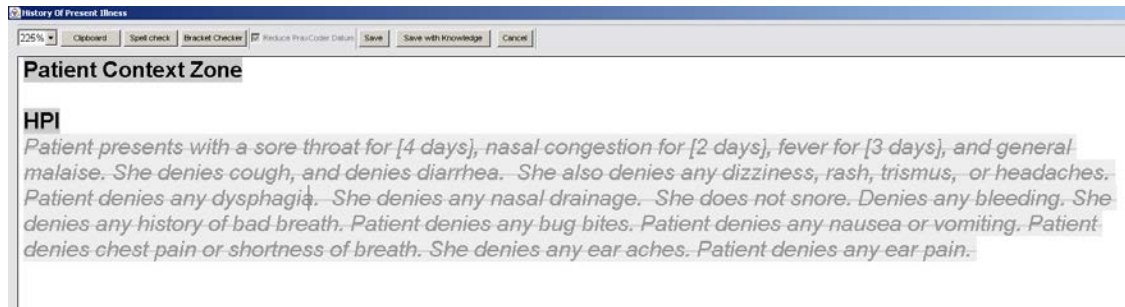 History Of Present Illness
225% Clipboard Spell check Bracket Checker Reduce Prax-Coder Datum Save Save with Knowledge Cancel
Patient Context Zone
HPI
Patient presents with a sore throat for [4 days], nasal congestion for [2 days], fever for [3 days], and general
malaise. She denies cough, and denies diarrhea. She also denies any dizziness, rash, trismus, or headaches.
Patient denies any dysphagia. She denies any nasal drainage. She does not snore. Denies any bleeding. She
denies any history of bad breath. Patient denies any bug bites. Patient denies any nausea or vomiting. Patient
denies chest pain or shortness of breath. She denies any ear aches. Patient denies any ear pain.